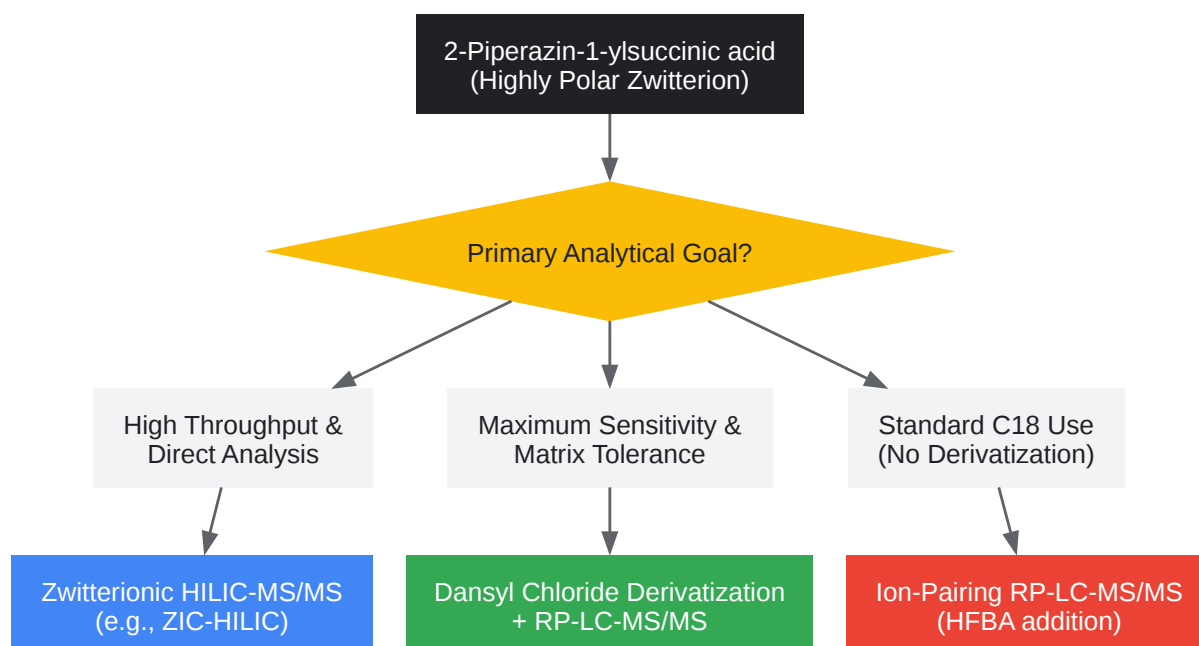 2-Piperazin-1-ylsuccinic acid
(Highly Polar Zwitterion)
Primary Analytical Goal?
High Throughput &
Direct Analysis
Maximum Sensitivity &
Matrix Tolerance
Standard C18 Use
(No Derivatization)
Zwitterionic HILIC-MS/MS
(e.g., ZIC-HILIC)
Dansyl Chloride Derivatization
+ RP-LC-MS/MS
Ion-Pairing RP-LC-MS/MS
(HFBA addition)